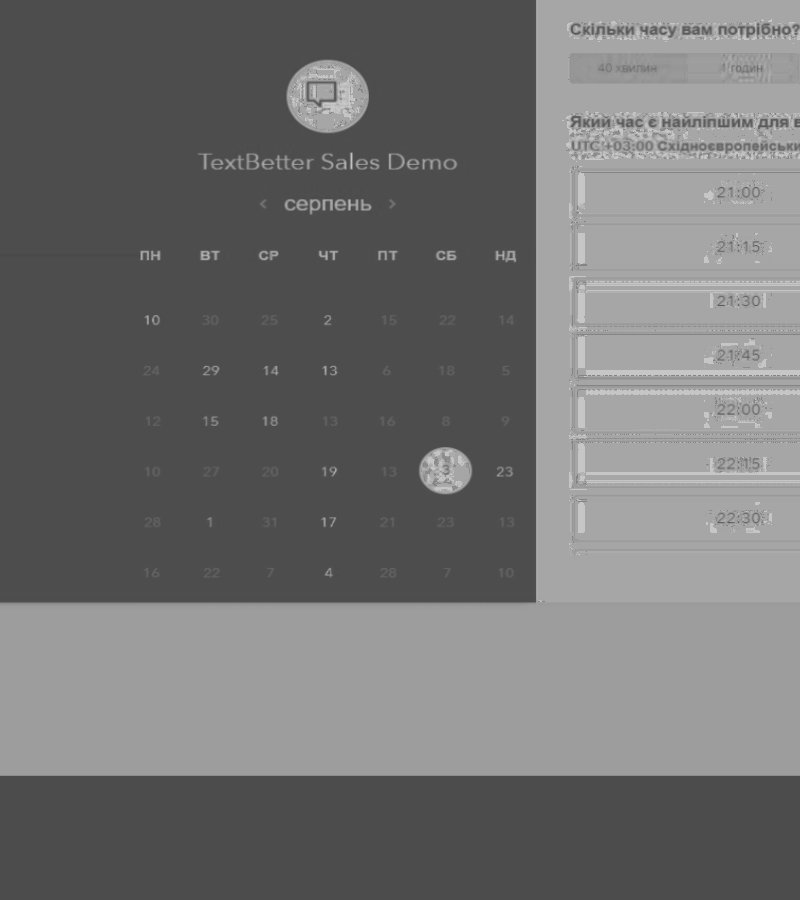 TextBetter Sales Demo
‹ серпень ›
ПН ВТ СР ЧТ ПТ СБ НД
10 30 25 2 15 22 14
24 29 14 13 6 18 5
12 15 18 13 16 8 9
10 27 20 19 13 3 23
28 1 31 17 21 23 13
16 22 7 4 28 7 10
Скільки часу вам потрібно?
40 хвилин 1 годин
Який час є найліпшим для
UTC +03:00
21:00
21:15
21:30
21:45
22:00
22:15
22:30